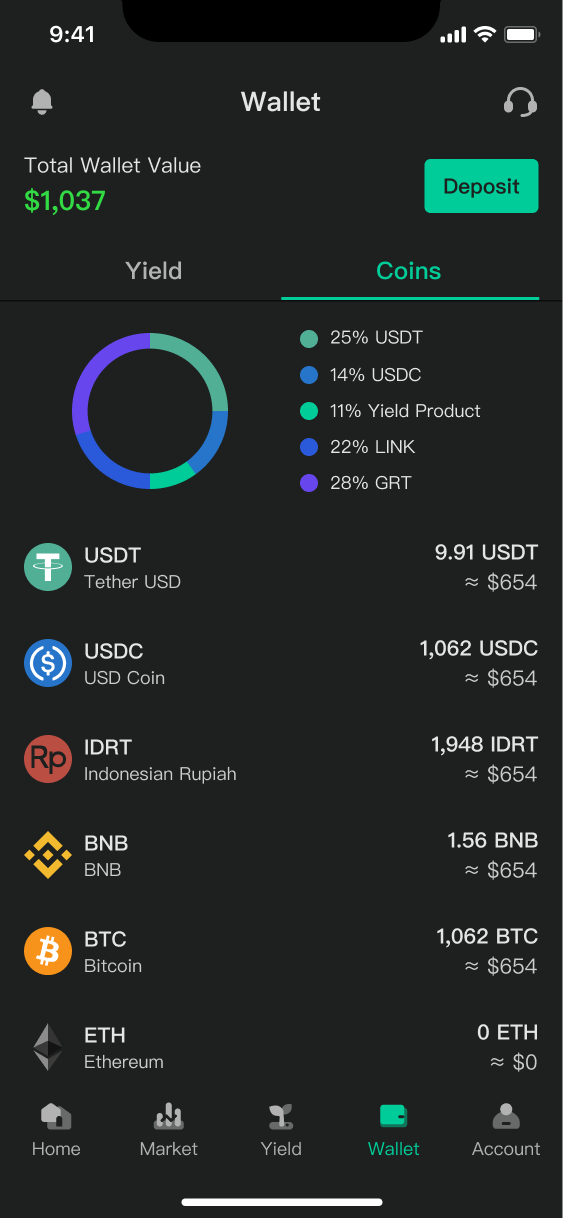 9:41
Wallet
Total Wallet Value
$1,037
Deposit
Yield
Coins
25% USDT
14% USDC
11% Yield Product
22% LINK
28% GRT
USDT
9.91 USDT
Tether USD
≈ $654
USDC
1,062 USDC
USD Coin
≈ $654
Rp
IDRT
1,948 IDRT
Indonesian Rupiah
≈ $654
BNB
1.56 BNB
BNB
≈ $654
BTC
1,062 BTC
Bitcoin
≈ $654
ETH
0 ETH
Ethereum
≈ $0
Home
Market
Yield
Wallet
Account